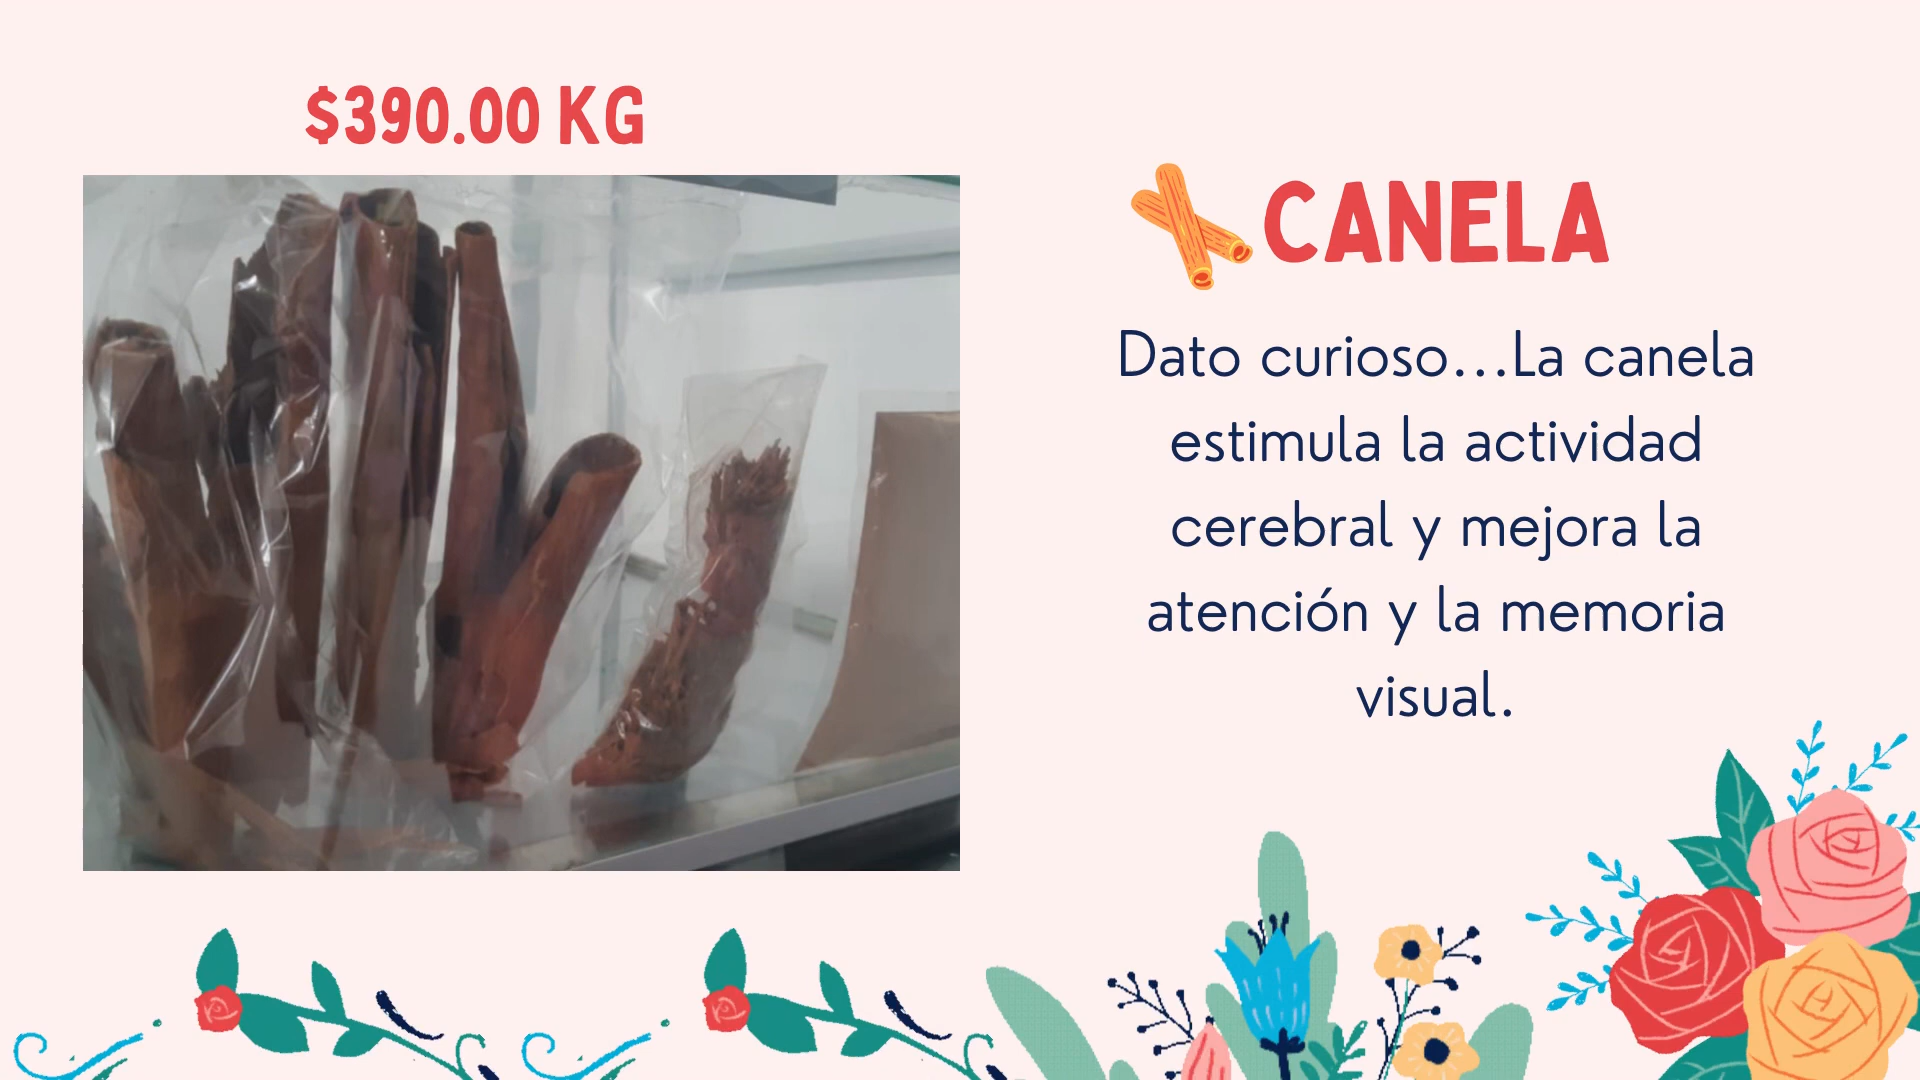 $390.00 KG
CANELA
Dato curioso...La canela
estimula la actividad
cerebral y mejora la
atención y la memoria
visual.